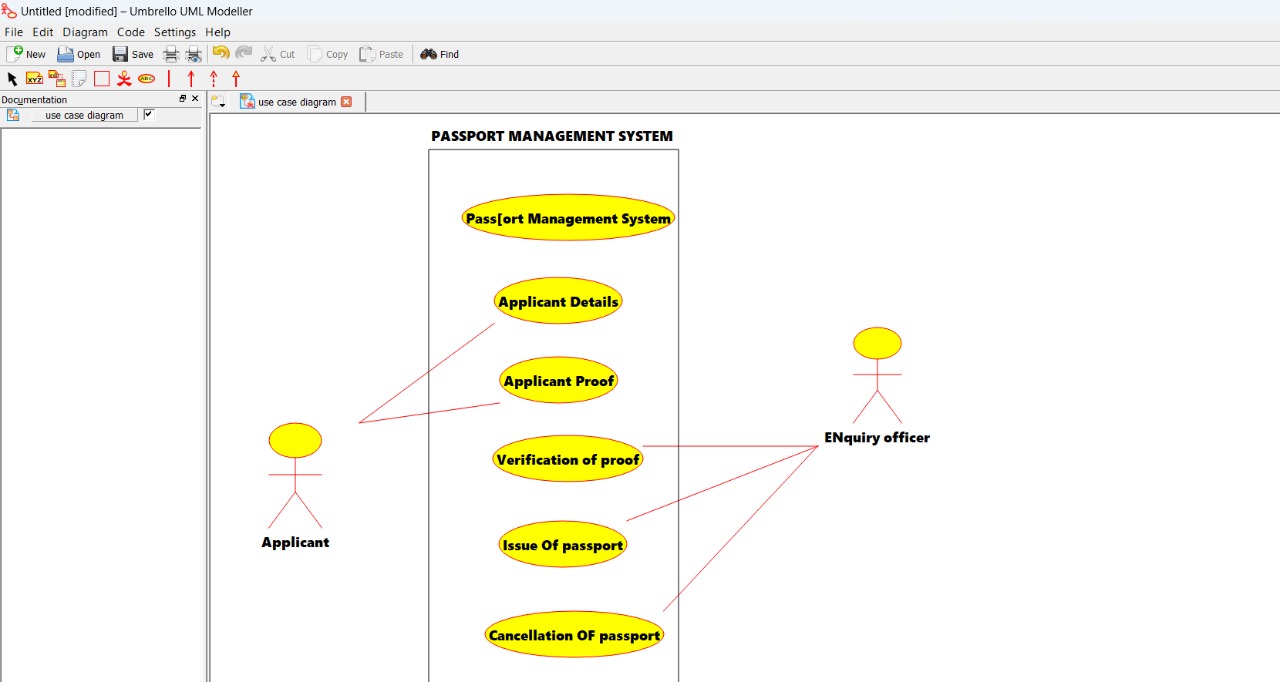 Untitled [modified] – Umbrello UML Modeller
File Edit Diagram Code Settings Help
New Open Save Cut Copy Paste Find
XYZ ABC
Documentation
use case diagram
use case diagram
PASSPORT MANAGEMENT SYSTEM
Pass[ort Management System
Applicant Details
Applicant Proof
ENquiry officer
Verification of proof
Applicant
Issue Of passport
Cancellation OF passport